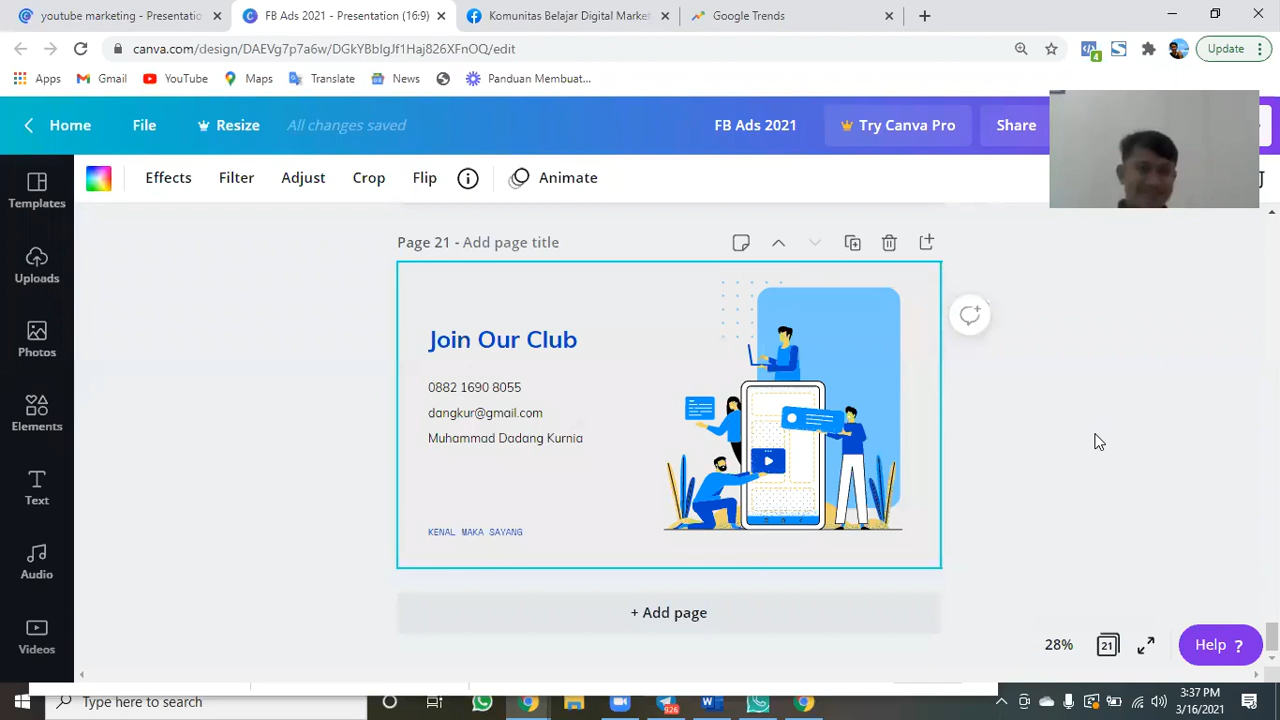 youtube marketing - Presentatio
FB Ads 2021 - Presentation (16:9)
Komunitas Belajar Digital Market
Google Trends
canva.com/design/DAEVg7p7a6w/DGkYBbIgJf1Haj826XFnOQ/edit
4
Update
Apps
Gmail
YouTube
Maps
Translate
News
Panduan Membuat...
Home
File
Resize
All changes saved
FB Ads 2021
Try Canva Pro
Share
Effects
Filter
Adjust
Crop
Flip
Animate
Templates
Uploads
Photos
Elements
Text
Audio
Videos
Page 21 - Add page title
Join Our Club
0882 1690 8055
dangkur@gmail.com
Muhammad Dadang Kurnia
KENAL MAKA SAYANG
+ Add page
28%
21
Help ?
Type here to search
926
3:37 PM
3/16/2021